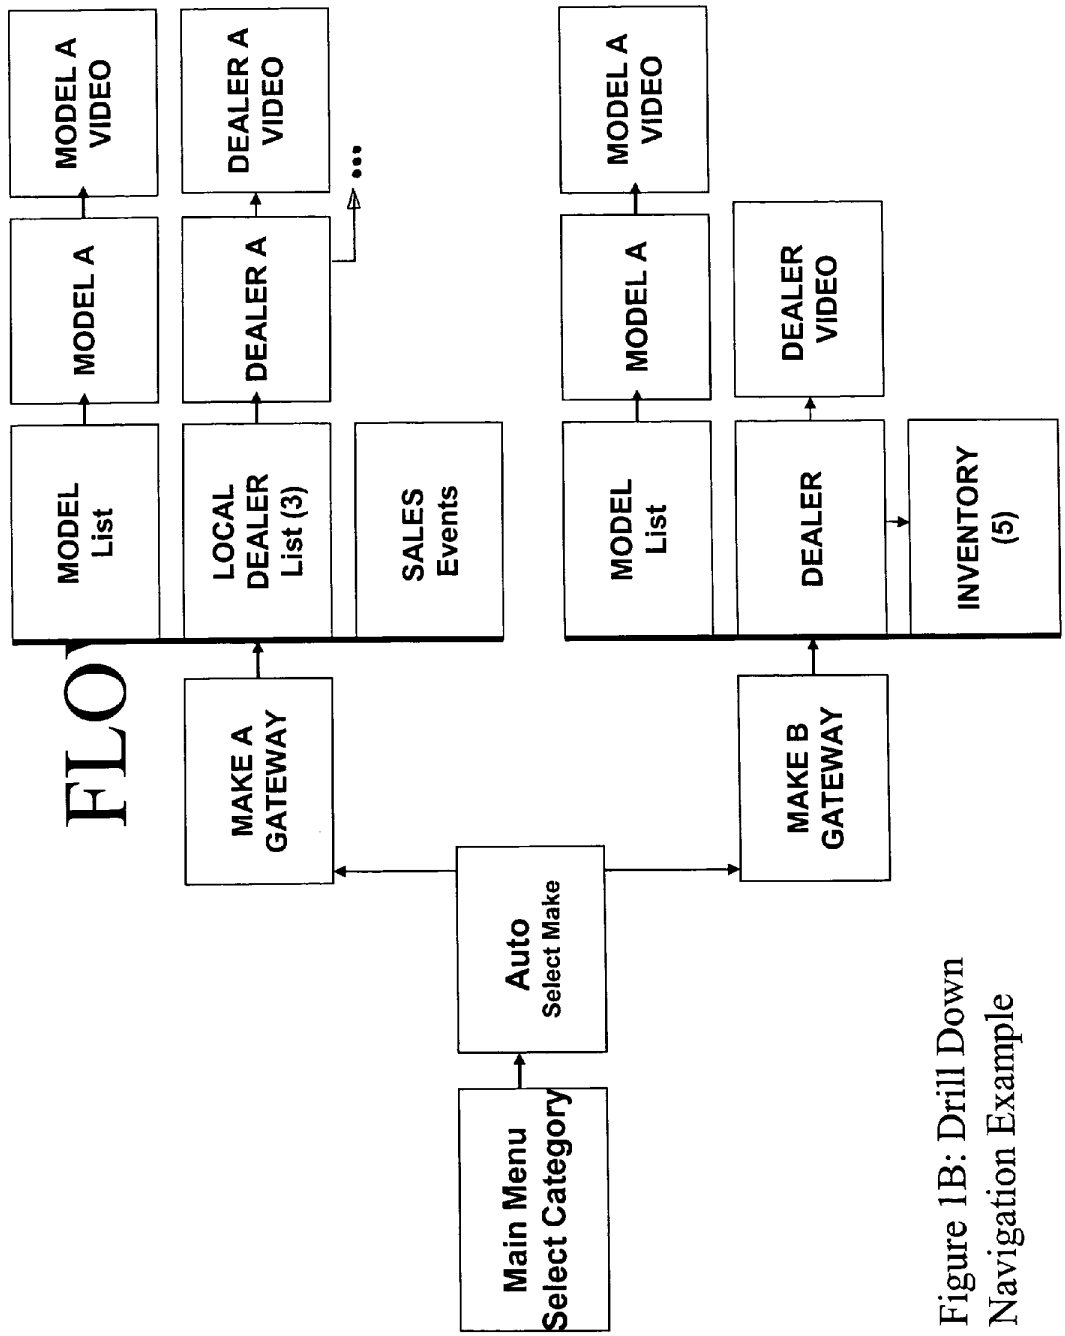 FLO
Main Menu
Select Category
Auto
Select Make
MAKE A
GATEWAY
MODEL
List
MODEL A
MODEL A
VIDEO
LOCAL
DEALER
List (3)
DEALER A
DEALER A
VIDEO
...
SALES
Events
MAKE B
GATEWAY
MODEL
List
MODEL A
MODEL A
VIDEO
DEALER
DEALER
VIDEO
INVENTORY
(5)
Figure 1B: Drill Down
Navigation Example